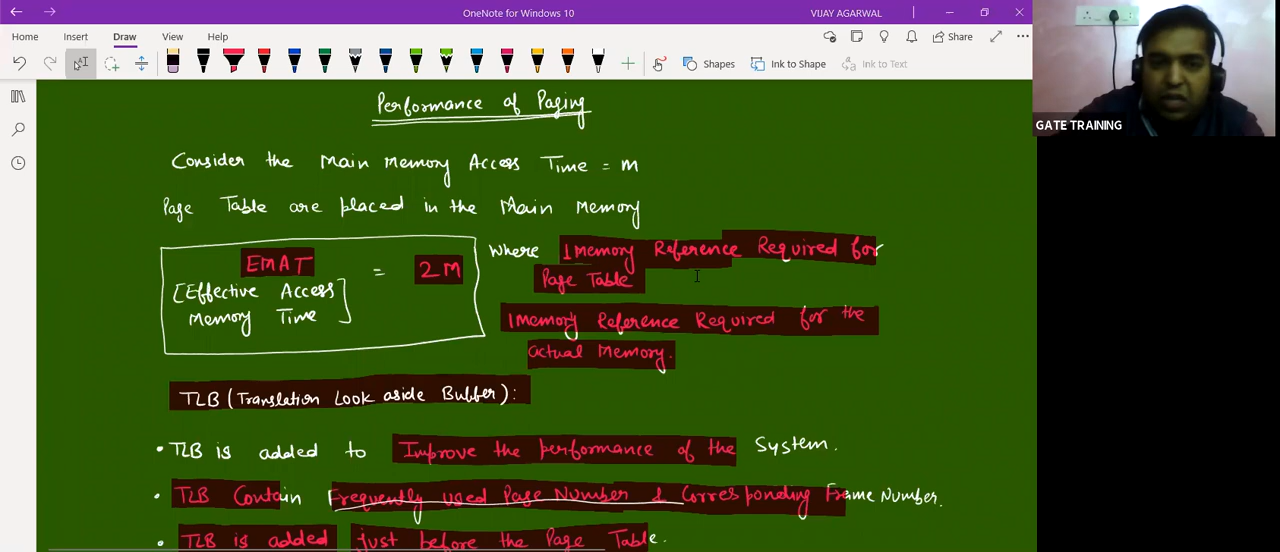 OneNote for Windows 10
VIJAY AGARWAL
Home Insert Draw View Help
Share
Shapes Ink to Shape Ink to Text
GATE TRAINING
Performance of Paging
Consider the Main Memory Access Time = m
Page Table are placed in the Main Memory
EMAT = 2M
[Effective Access Memory Time]
Where 1 memory Reference Required for
Page Table
1 memory Reference Required for the
actual Memory.
TLB (Translation Look aside Buffer):
• TLB is added to Improve the performance of the System.
• TLB Contain Frequently used Page Number & Corresponding Frame Number.
• TLB is added just before the Page Table.